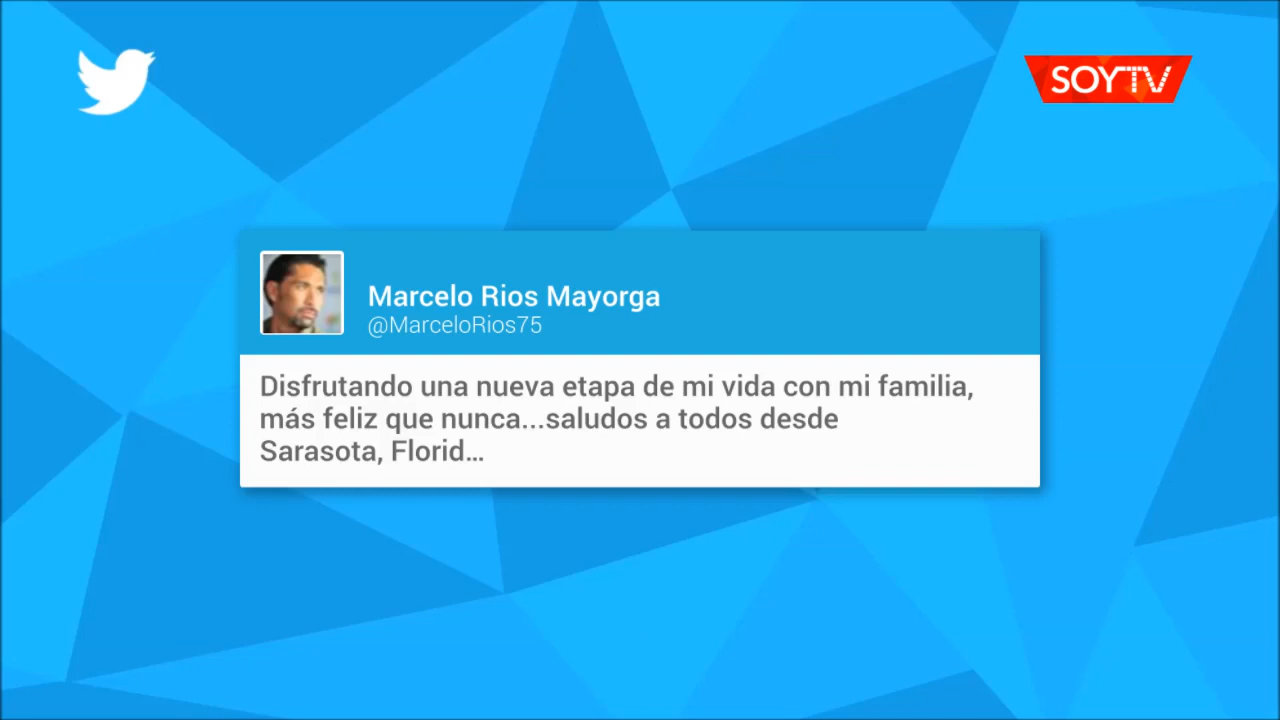 SOYTV
Marcelo Rios Mayorga
@MarceloRios75
Disfrutando una nueva etapa de mi vida con mi familia,
más feliz que nunca...saludos a todos desde
Sarasota, Florid...